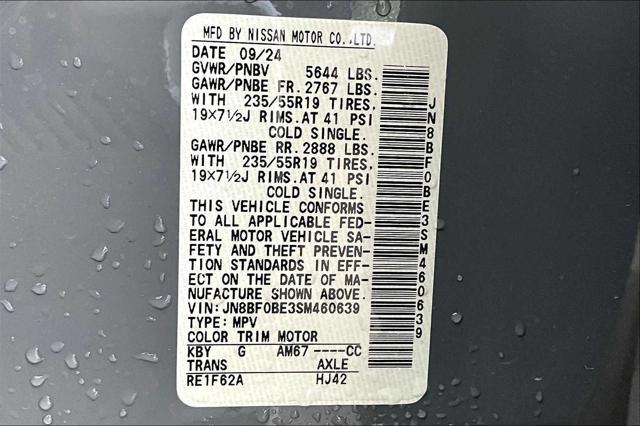 MFD BY NISSAN MOTOR CO.,LTD.
DATE 09/24
GVWR/PNBV 5644 LBS.
GAWR/PNBE FR. 2767 LBS.
WITH 235/55R19 TIRES,
19×7½J RIMS.AT 41 PSI
COLD SINGLE.
GAWR/PNBE RR. 2888 LBS.
WITH 235/55R19 TIRES,
19×7½J RIMS.AT 41 PSI
COLD SINGLE.
THIS VEHICLE CONFORMS
TO ALL APPLICABLE FED-
ERAL MOTOR VEHICLE SA-
FETY AND THEFT PREVEN-
TION STANDARDS IN EFF-
ECT ON THE DATE OF MA-
NUFACTURE SHOWN ABOVE.
VIN:JN8BF0BE3SM460639
TYPE: MPV
COLOR TRIM MOTOR
KBY G AM67 ----CC
TRANS AXLE
RE1F62A HJ42
JN8BF0BE3SM460639